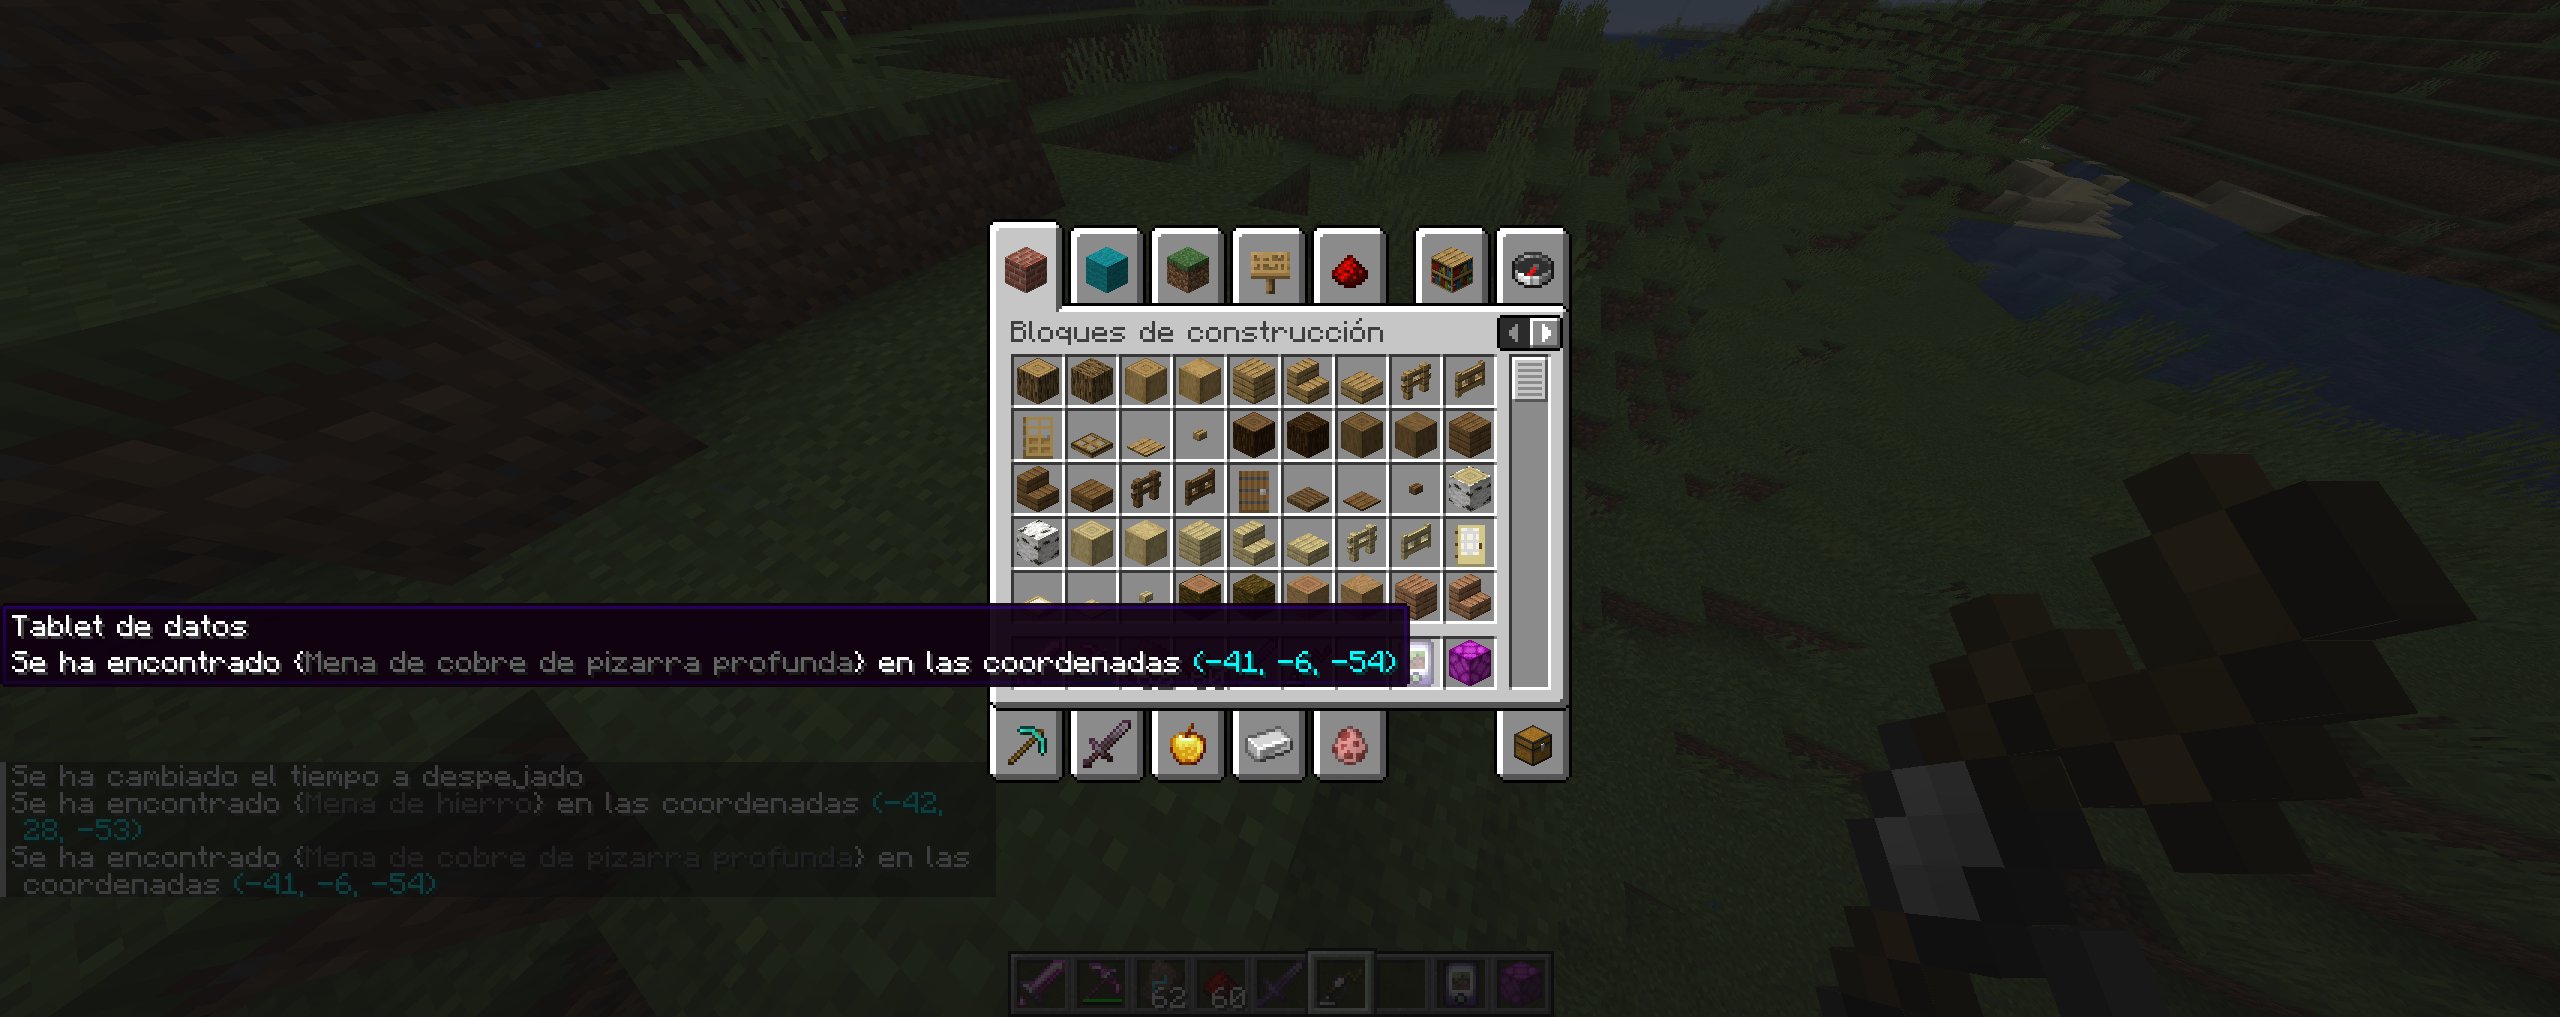 Bloques de construcción
Tablet de datos
Se ha encontrado {Mena de cobre de pizarra profunda} en las coordenadas (-41, -6, -54)
Se ha cambiado el tiempo a despejado
Se ha encontrado {Mena de hierro} en las coordenadas (-42,
28, -53)
Se ha encontrado {Mena de cobre de pizarra profunda} en las
coordenadas (-41, -6, -54)
62
60